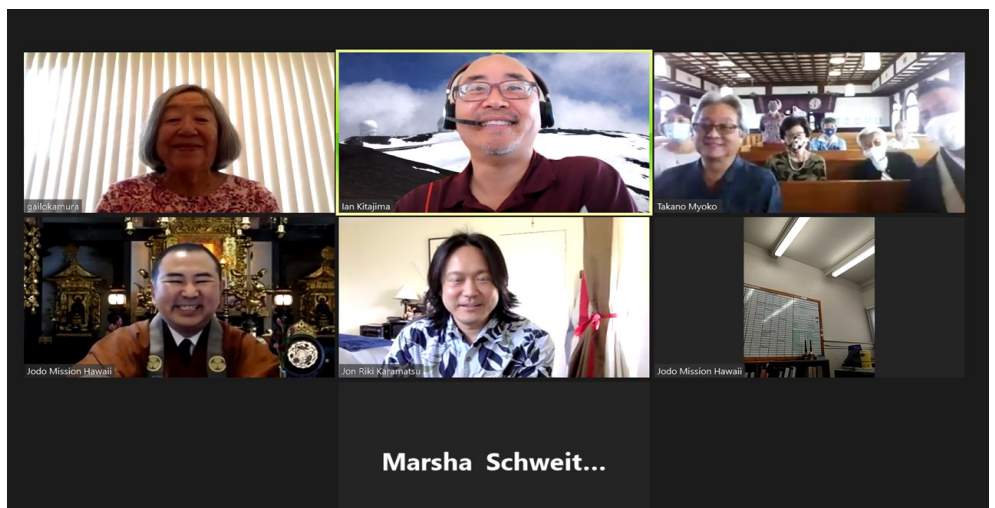 gailokamura
Ian Kitajima
Takano Myoko
Jodo Mission Hawaii
Jon Riki Karamatsu
Jodo Mission Hawaii
Marsha Schweit...